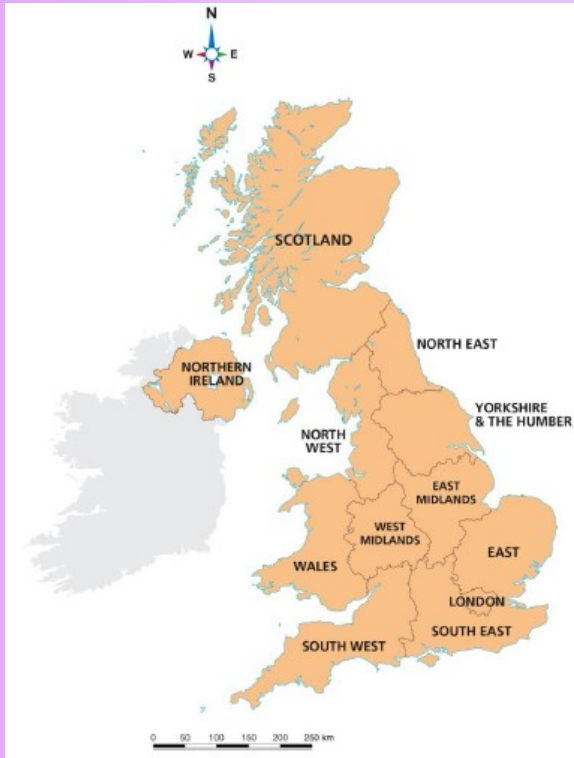 N
W E
S
SCOTLAND
NORTH EAST
NORTHERN
IRELAND
YORKSHIRE
& THE HUMBER
NORTH
WEST
EAST
MIDLANDS
WEST
MIDLANDS
EAST
WALES
LONDON
SOUTH EAST
SOUTH WEST
0 50 100 150 200 250 km